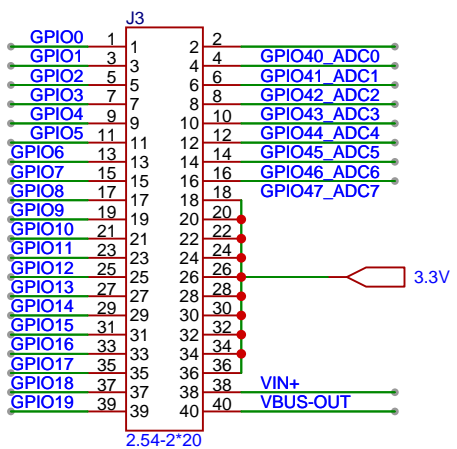 J3
GPIO0 1 1 2 2
GPIO1 3 3 4 4 GPIO40_ADC0
GPIO2 5 5 6 6 GPIO41_ADC1
GPIO3 7 7 8 8 GPIO42_ADC2
GPIO4 9 9 10 10 GPIO43_ADC3
GPIO5 11 11 12 12 GPIO44_ADC4
GPIO6 13 13 14 14 GPIO45_ADC5
GPIO7 15 15 16 16 GPIO46_ADC6
GPIO8 17 17 18 18 GPIO47_ADC7
GPIO9 19 19 20 20
GPIO10 21 21 22 22
GPIO11 23 23 24 24
GPIO12 25 25 26 26 3.3V
GPIO13 27 27 28 28
GPIO14 29 29 30 30
GPIO15 31 31 32 32
GPIO16 33 33 34 34
GPIO17 35 35 36 36
GPIO18 37 37 38 38 VIN+
GPIO19 39 39 40 40 VBUS-OUT
2.54-2*20